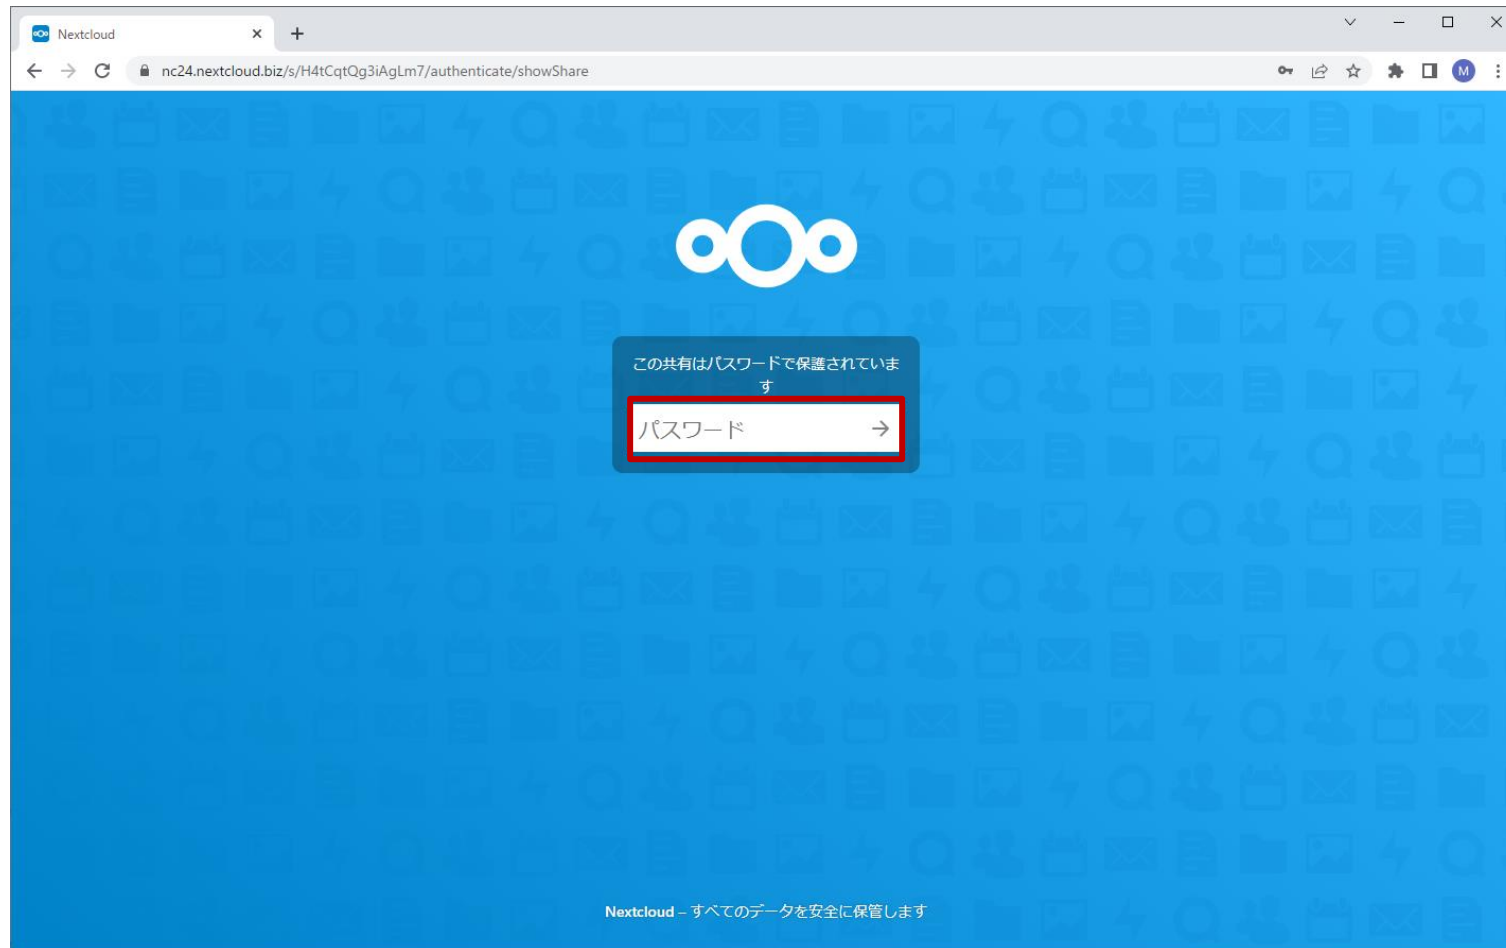 Nextcloud
nc24.nextcloud.biz/s/H4tCqtQg3iAgLm7/authenticate/showShare
M
この共有はパスワードで保護されていま
す
パスワード
Nextcloud – すべてのデータを安全に保管します